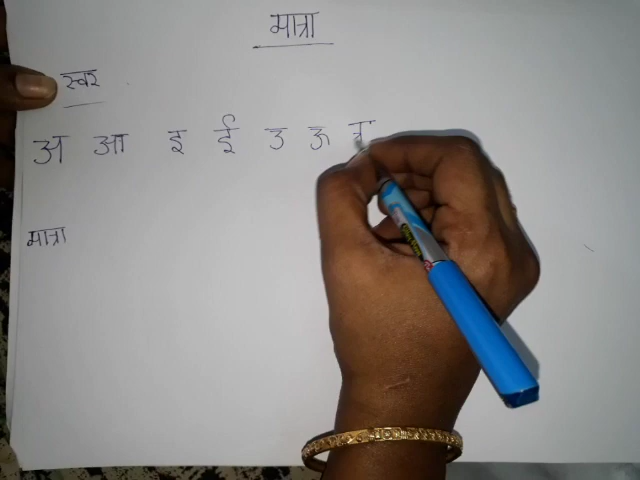 मात्रा
स्वर
अ आ इ ई उ ऊ
मात्रा